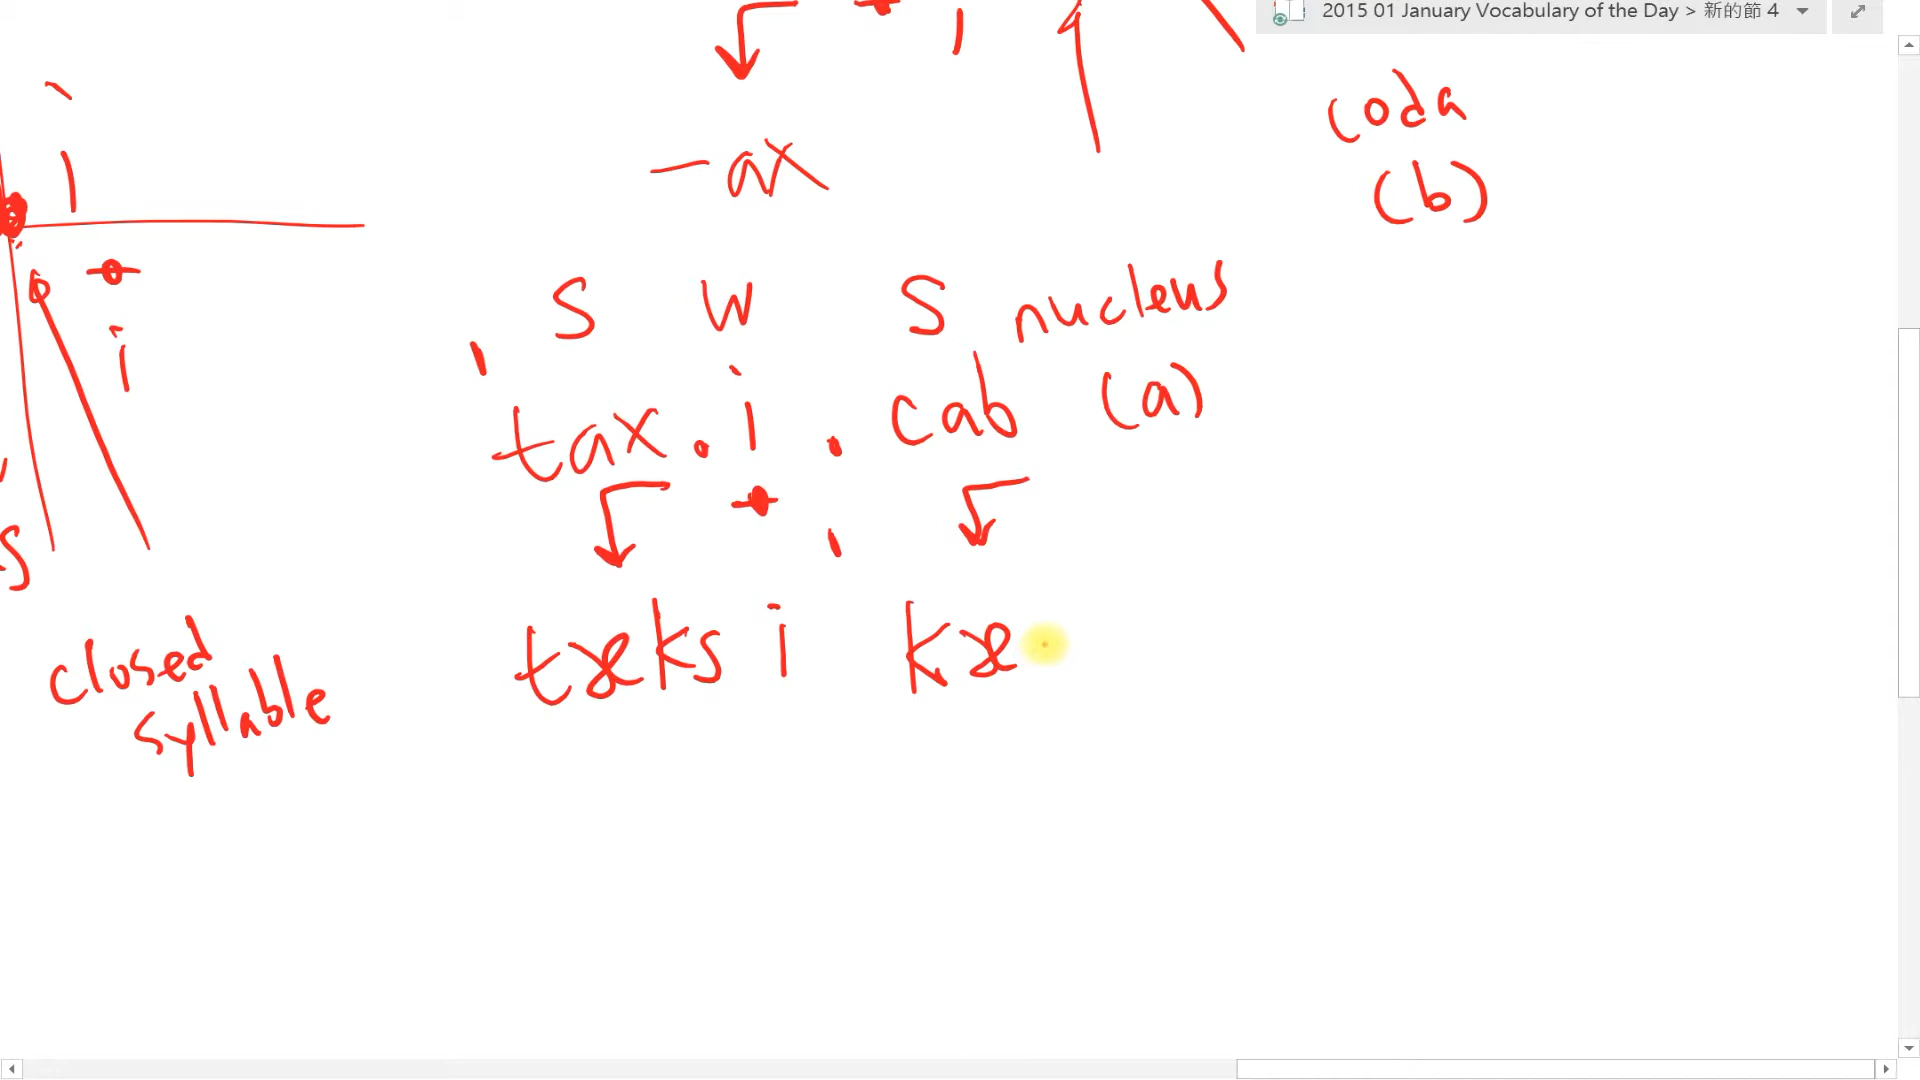 2015 01 January Vocabulary of the Day > 新的節 4
i
-ax
coda
(b)
i
S W S nucleus
tax . i . cab (a)
tæks i kæ
closed
syllable